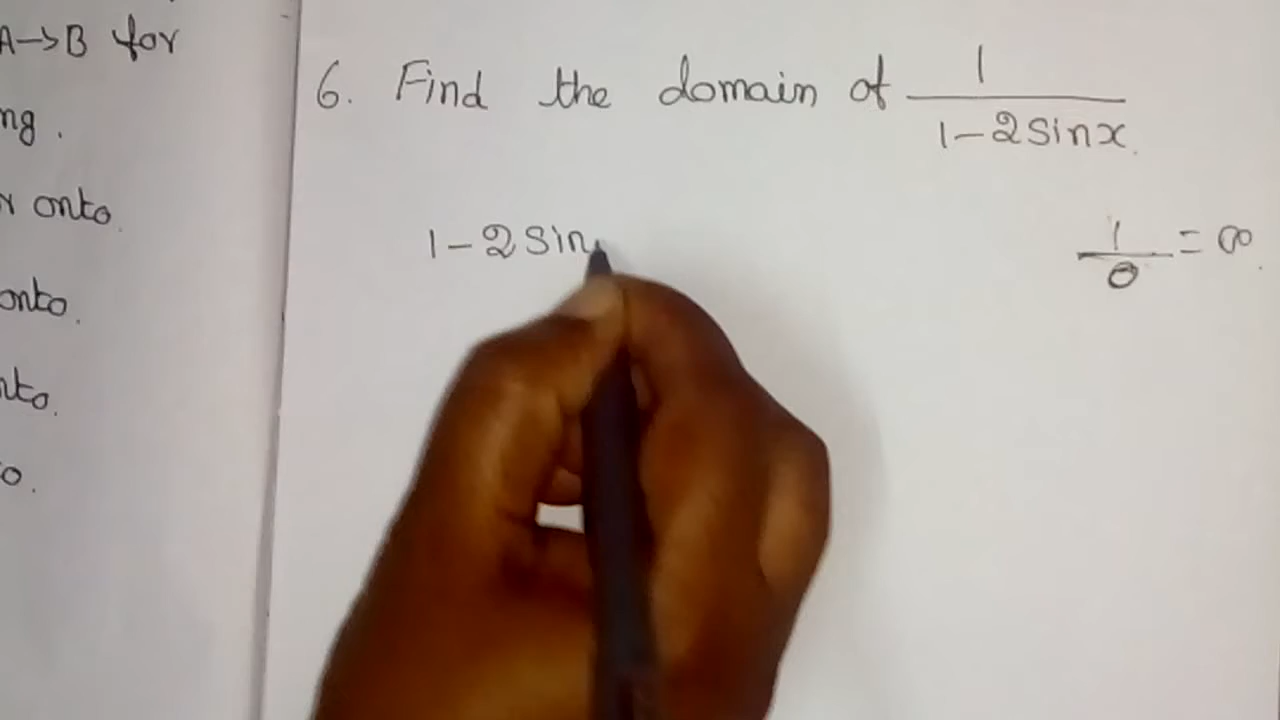 A→B for
ng.
onto.
onto.
nto.
o.
6. Find the domain of 1/(1-2sinx).
1-2sin
1/0 = ∞.